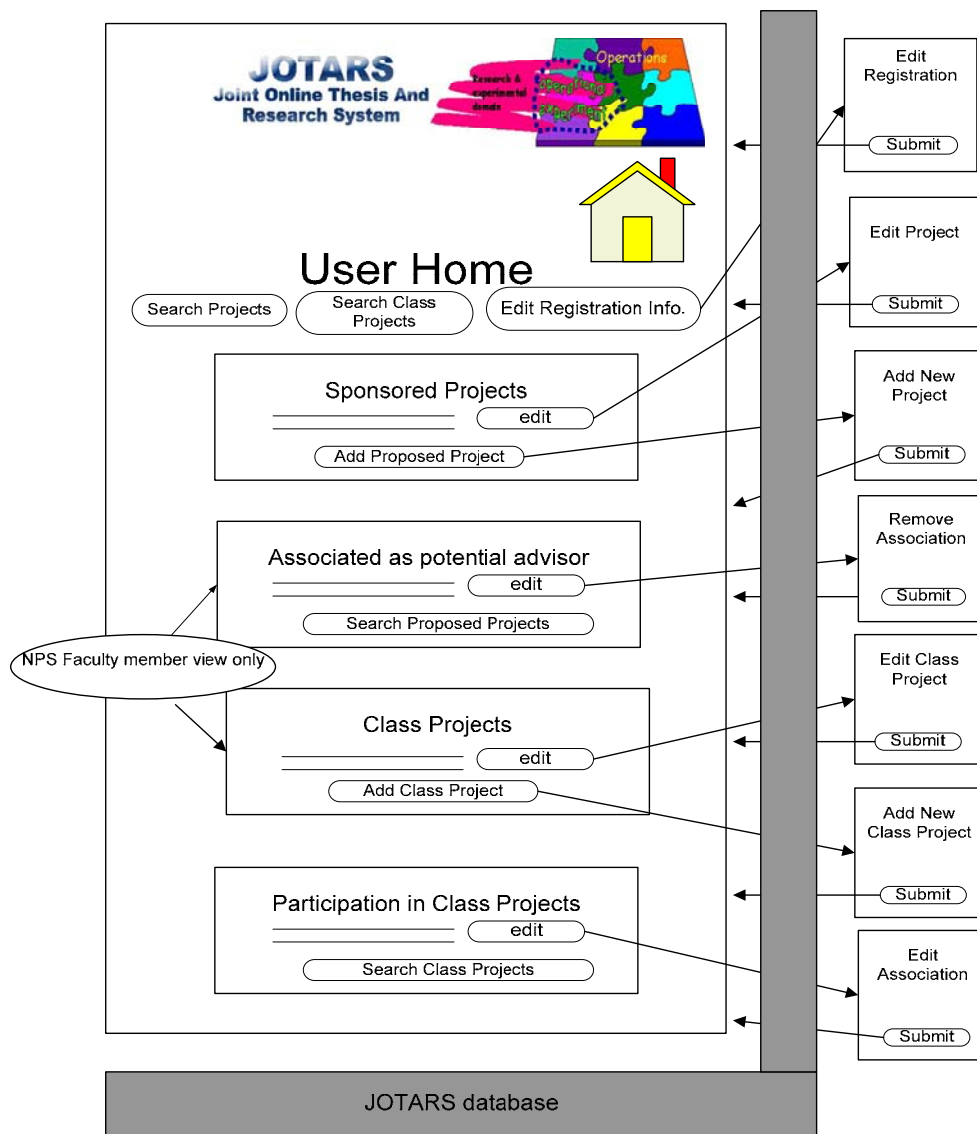 JOTARS
Joint Online Thesis And
Research System
Research &
experimental
domain
Operations
operational
experiment
User Home
Search Projects
Search Class
Projects
Edit Registration Info.
Sponsored Projects
edit
Add Proposed Project
Associated as potential advisor
edit
Search Proposed Projects
NPS Faculty member view only
Class Projects
edit
Add Class Project
Participation in Class Projects
edit
Search Class Projects
Edit
Registration
Submit
Edit Project
Submit
Add New
Project
Submit
Remove
Association
Submit
Edit Class
Project
Submit
Add New
Class Project
Submit
Edit
Association
Submit
JOTARS database